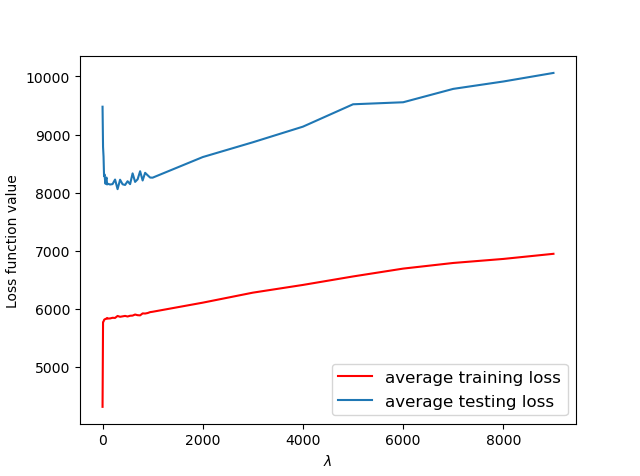 10000
9000
8000
7000
6000
5000
Loss function value
0 2000 4000 6000 8000
λ
average training loss
average testing loss